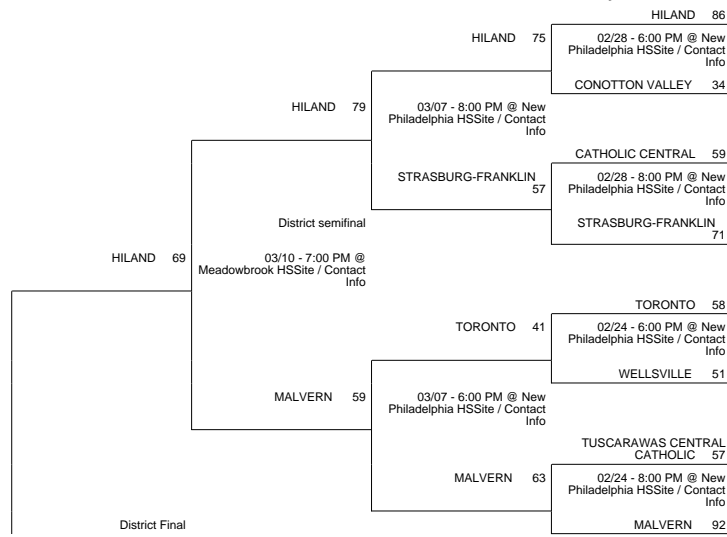 HILAND 86
HILAND 75
02/28 - 6:00 PM @ New
Philadelphia HSSite / Contact
Info
CONOTTON VALLEY 34
HILAND 79
03/07 - 8:00 PM @ New
Philadelphia HSSite / Contact
Info
CATHOLIC CENTRAL 59
STRASBURG-FRANKLIN
57
02/28 - 8:00 PM @ New
Philadelphia HSSite / Contact
Info
STRASBURG-FRANKLIN
71
District semifinal
HILAND 69
03/10 - 7:00 PM @
Meadowbrook HSSite / Contact
Info
TORONTO 58
TORONTO 41
02/24 - 6:00 PM @ New
Philadelphia HSSite / Contact
Info
WELLSVILLE 51
MALVERN 59
03/07 - 6:00 PM @ New
Philadelphia HSSite / Contact
Info
TUSCARAWAS CENTRAL
CATHOLIC 57
MALVERN 63
02/24 - 8:00 PM @ New
Philadelphia HSSite / Contact
Info
MALVERN 92
District Final